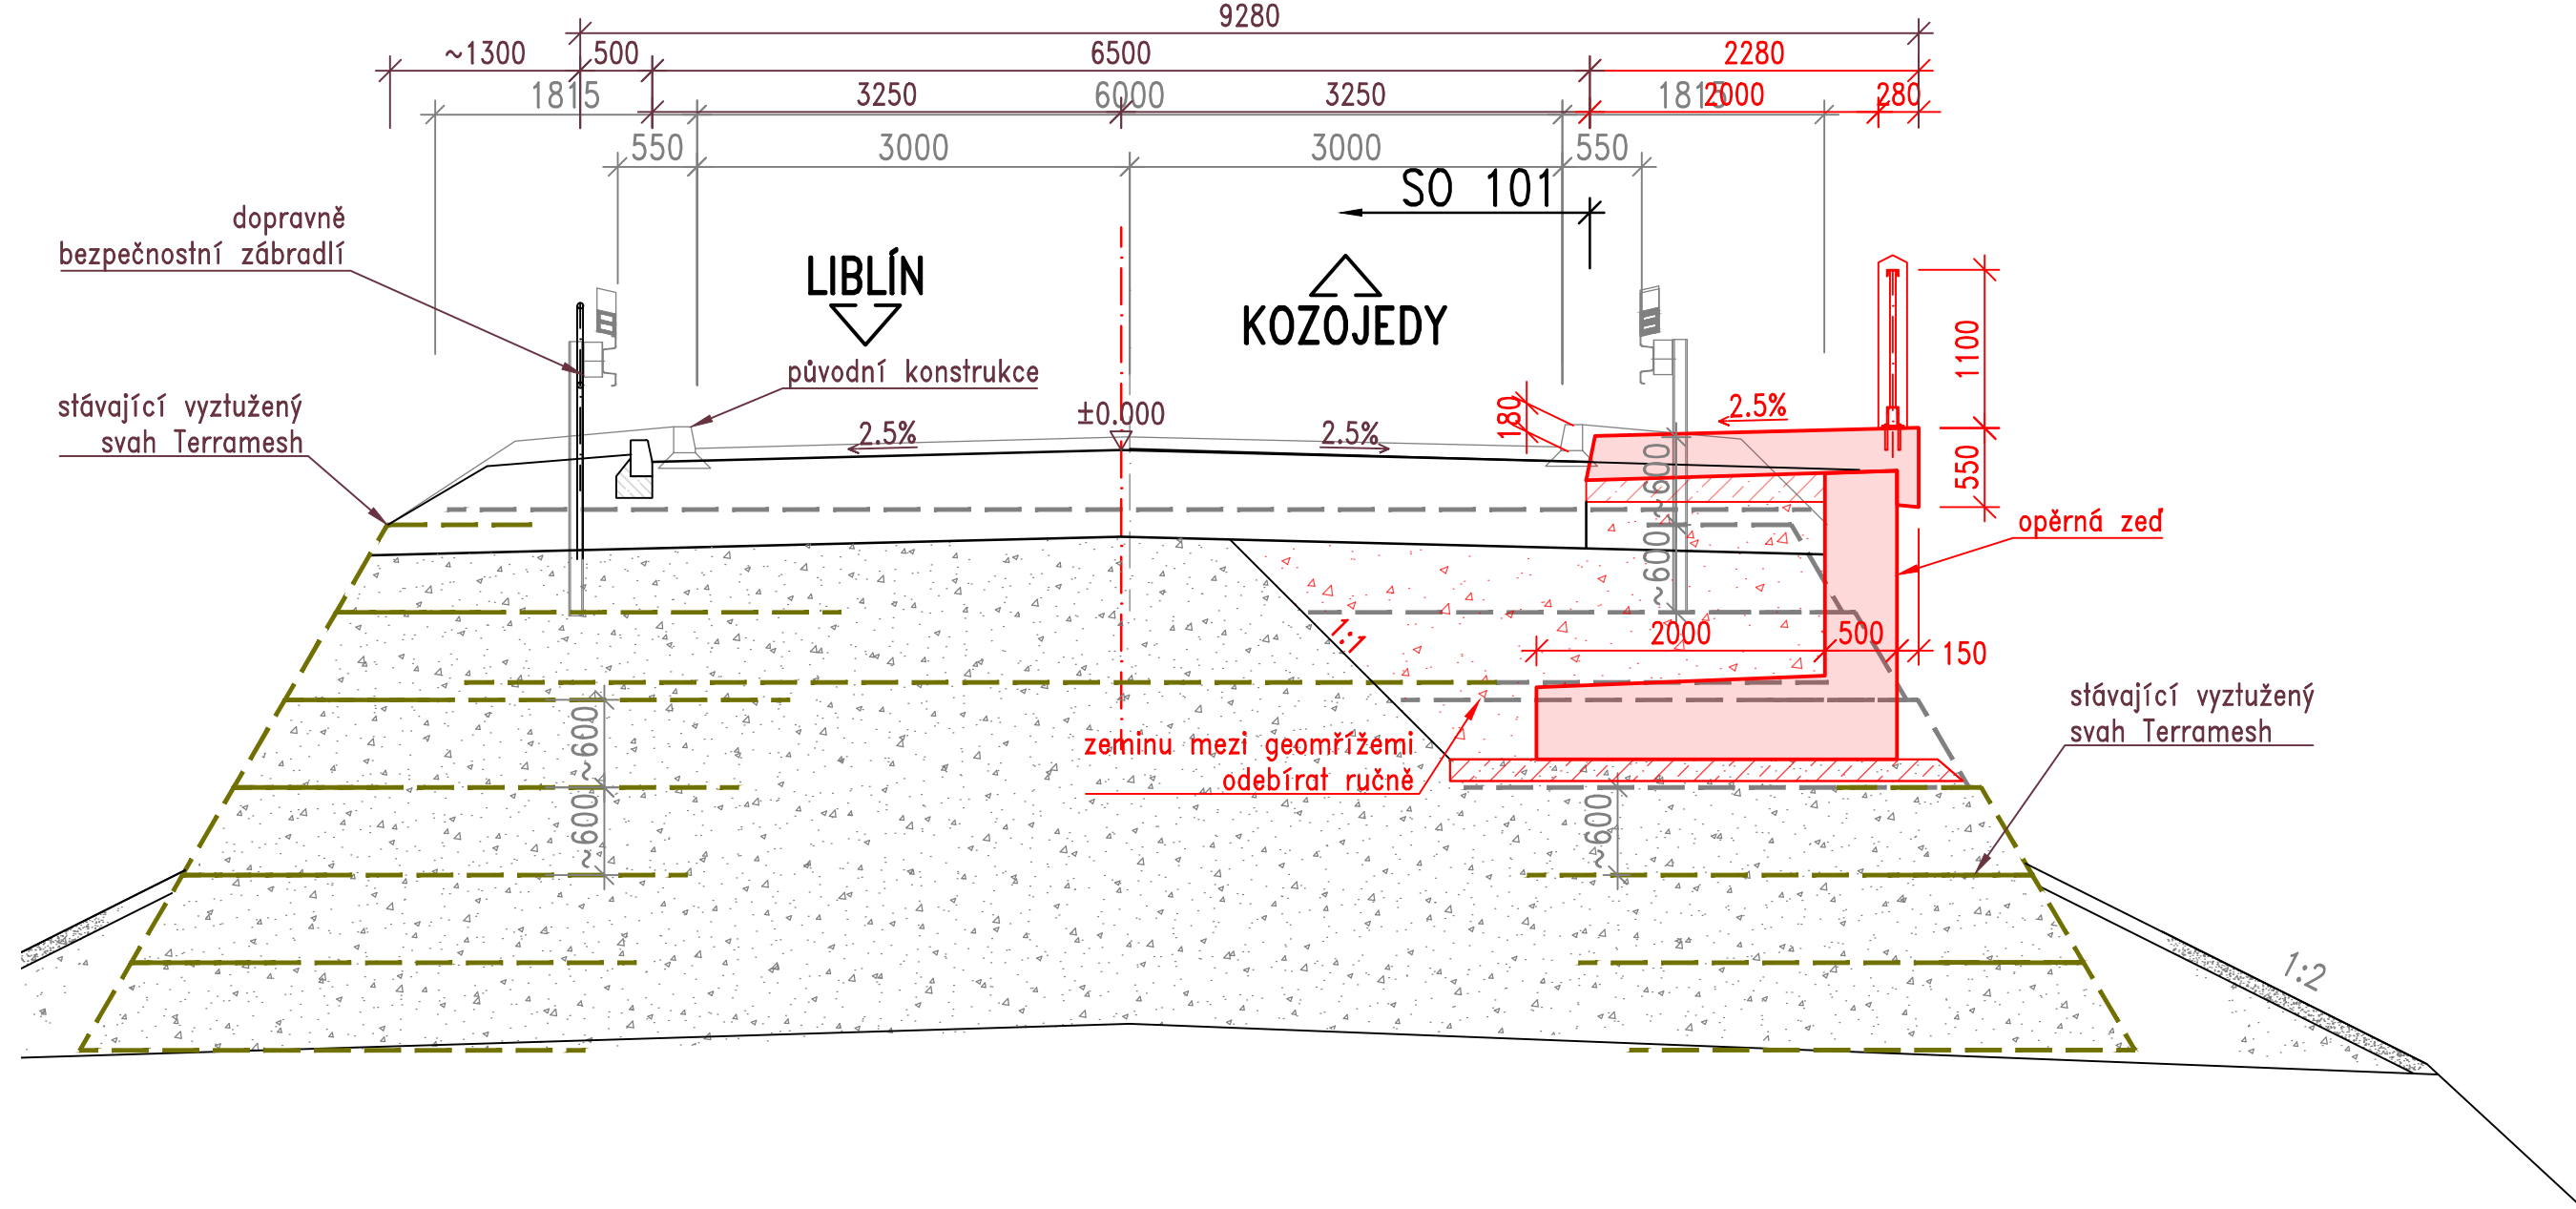 9280
~1300 500 6500 2280
1815 3250 6000 3250 1815 2000 280
550 3000 3000 550
SO 101
dopravně
bezpečnostní zábradlí
LIBLÍN
KOZOJEDY
původní konstrukce
1100
stávající vyztužený
svah Terramesh
±0.000
2.5%
2.5%
180
2.5%
~600
550
opěrná zeď
~600
1:1
2000 500 150
stávající vyztužený
svah Terramesh
~600
zeminu mezi geomřížemi
odebírat ručně
~600
~600
1:2